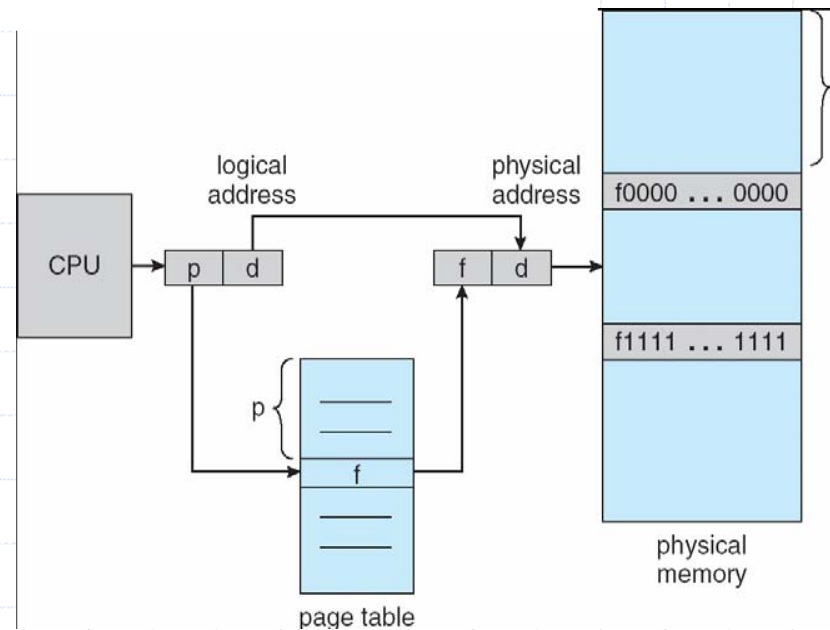 logical
address
physical
address
CPU
p
d
f
d
f0000 ... 0000
f1111 ... 1111
p
f
page table
physical
memory